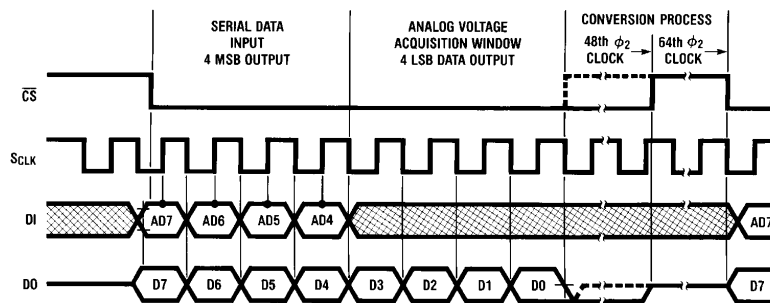 SERIAL DATA
INPUT
4 MSB OUTPUT
ANALOG VOLTAGE
ACQUISITION WINDOW
4 LSB DATA OUTPUT
CONVERSION PROCESS
48th ϕ2
CLOCK
64th ϕ2
CLOCK
CS
SCLK
DI
AD7
AD6
AD5
AD4
AD7
DO
D7
D6
D5
D4
D3
D2
D1
D0
D7